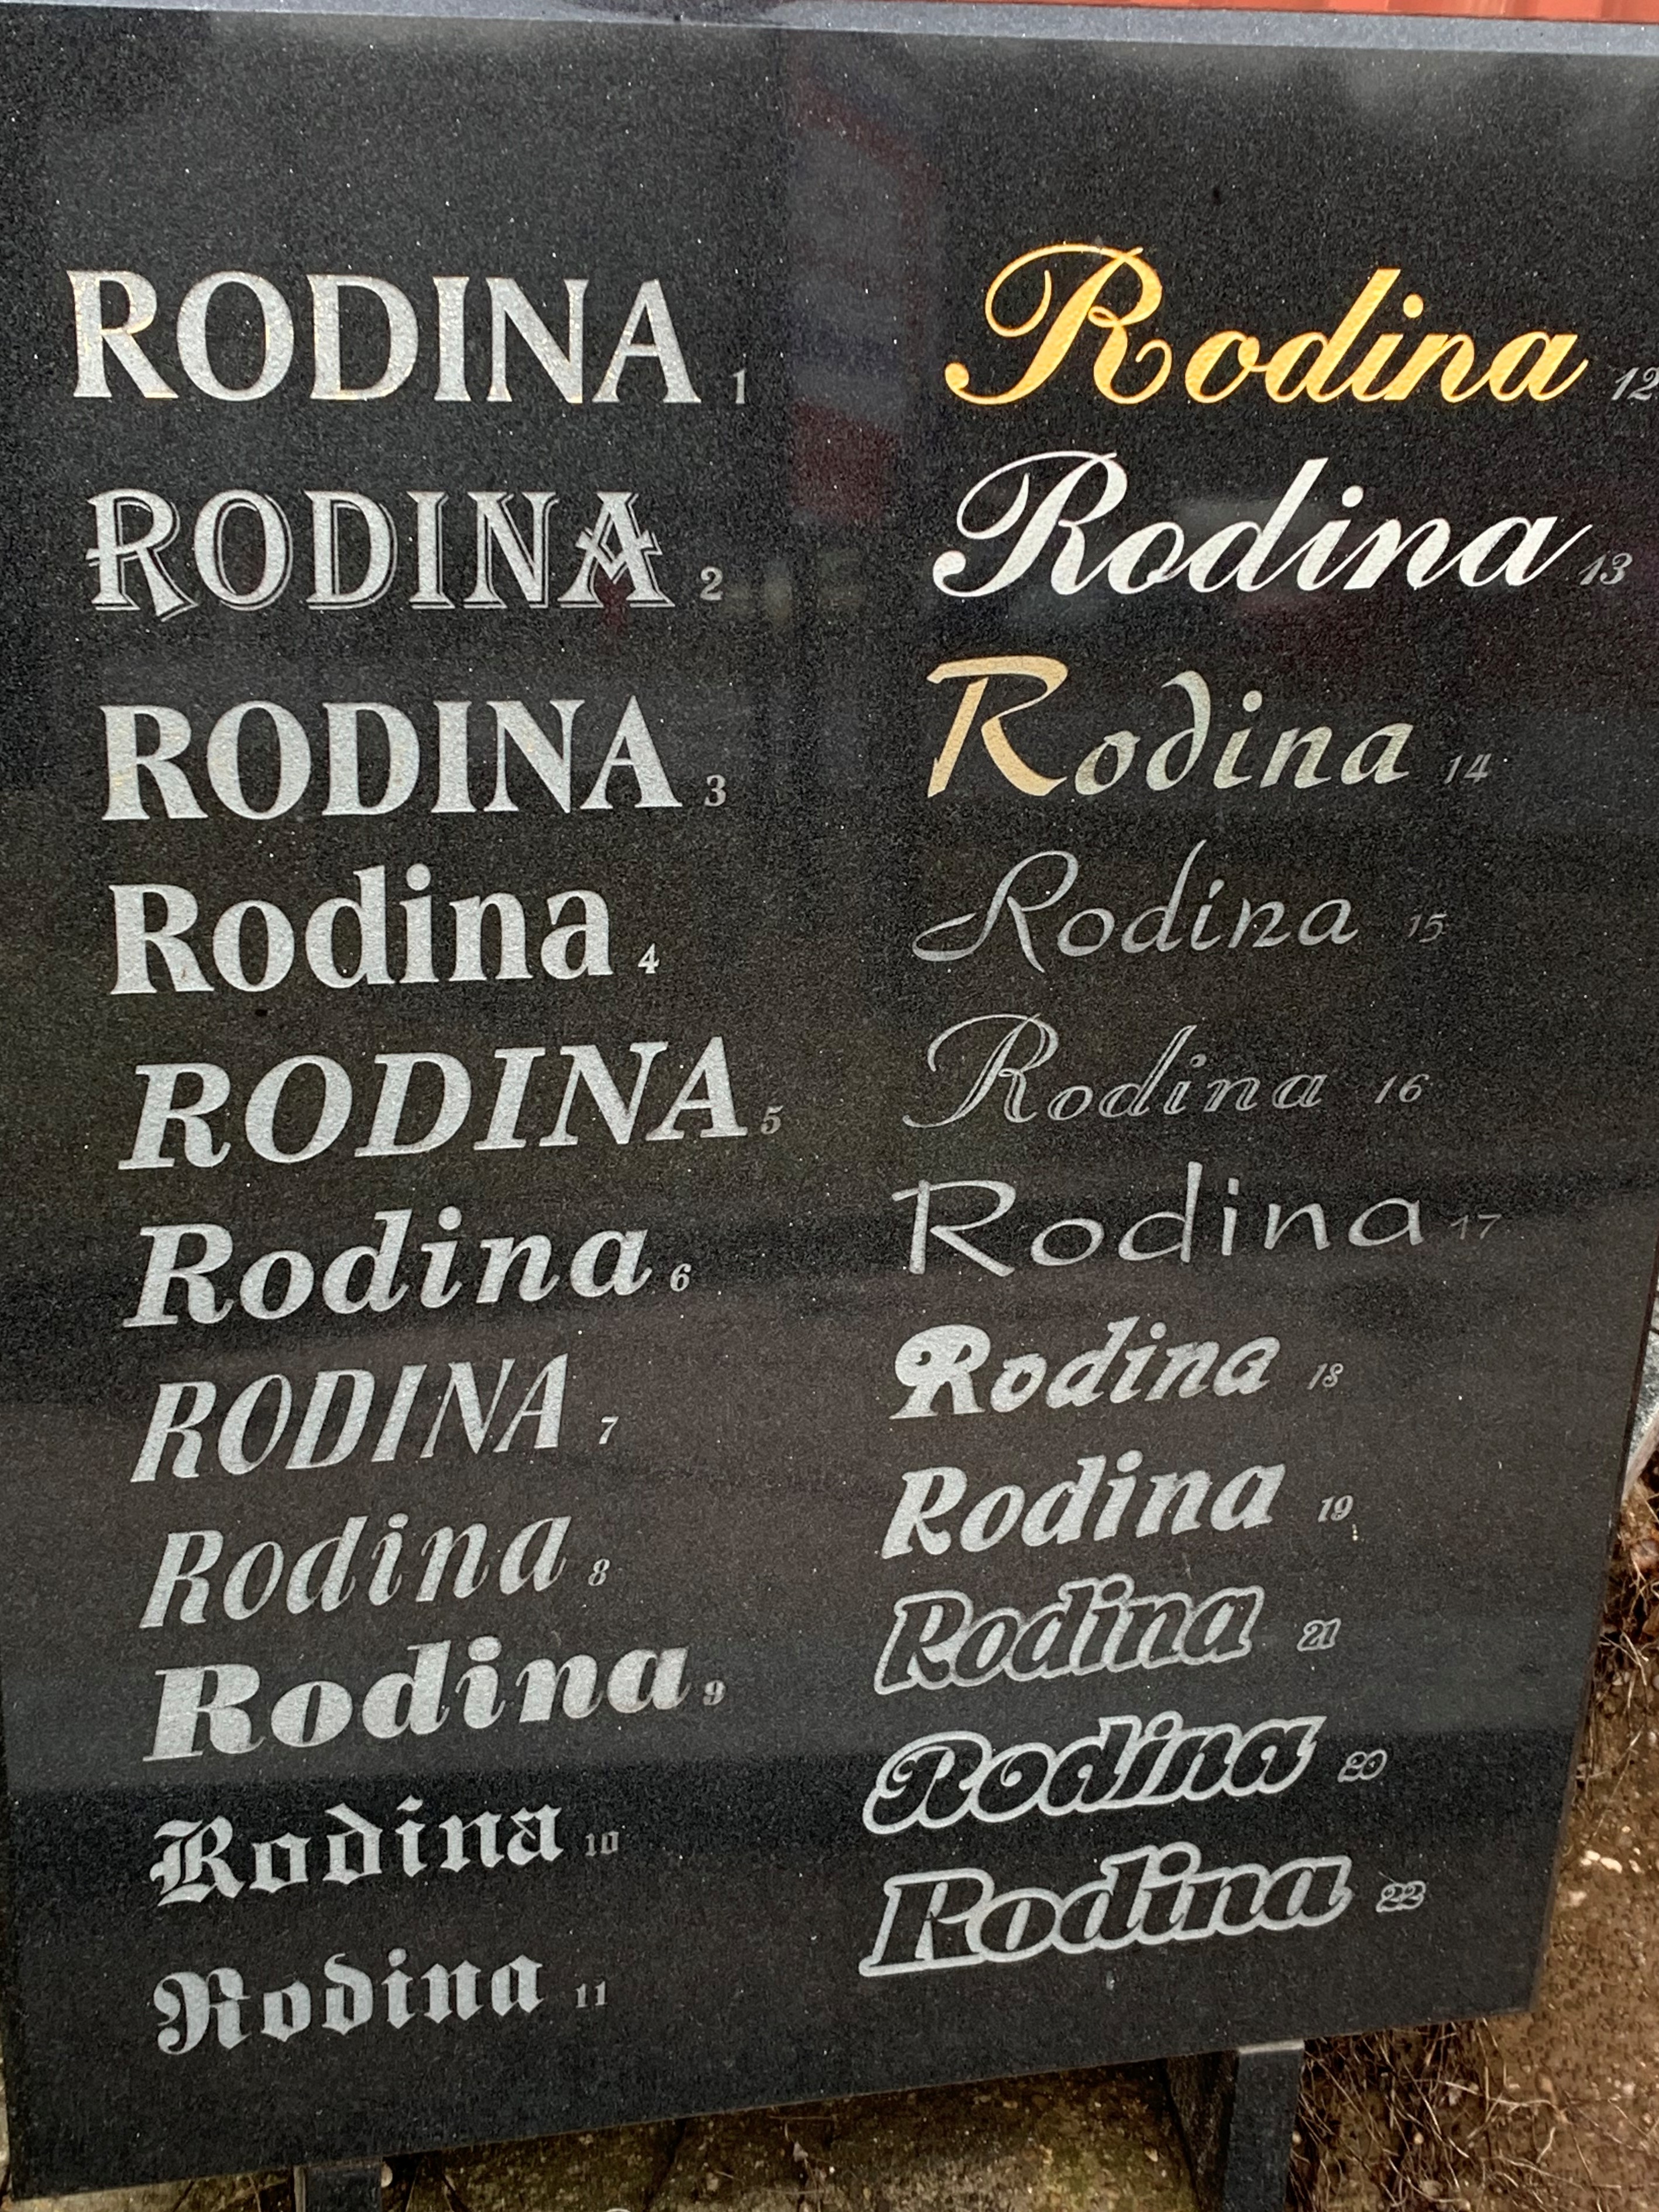 RODINA 1
RODINA 2
RODINA 3
Rodina 4
RODINA 5
Rodina 6
RODINA 7
Rodina 8
Rodina 9
Rodina 10
Rodina 11
Rodina 12
Rodina 13
Rodina 14
Rodina 15
Rodina 16
Rodina 17
Rodina 18
Rodina 19
Rodina 21
Rodina 20
Rodina 22